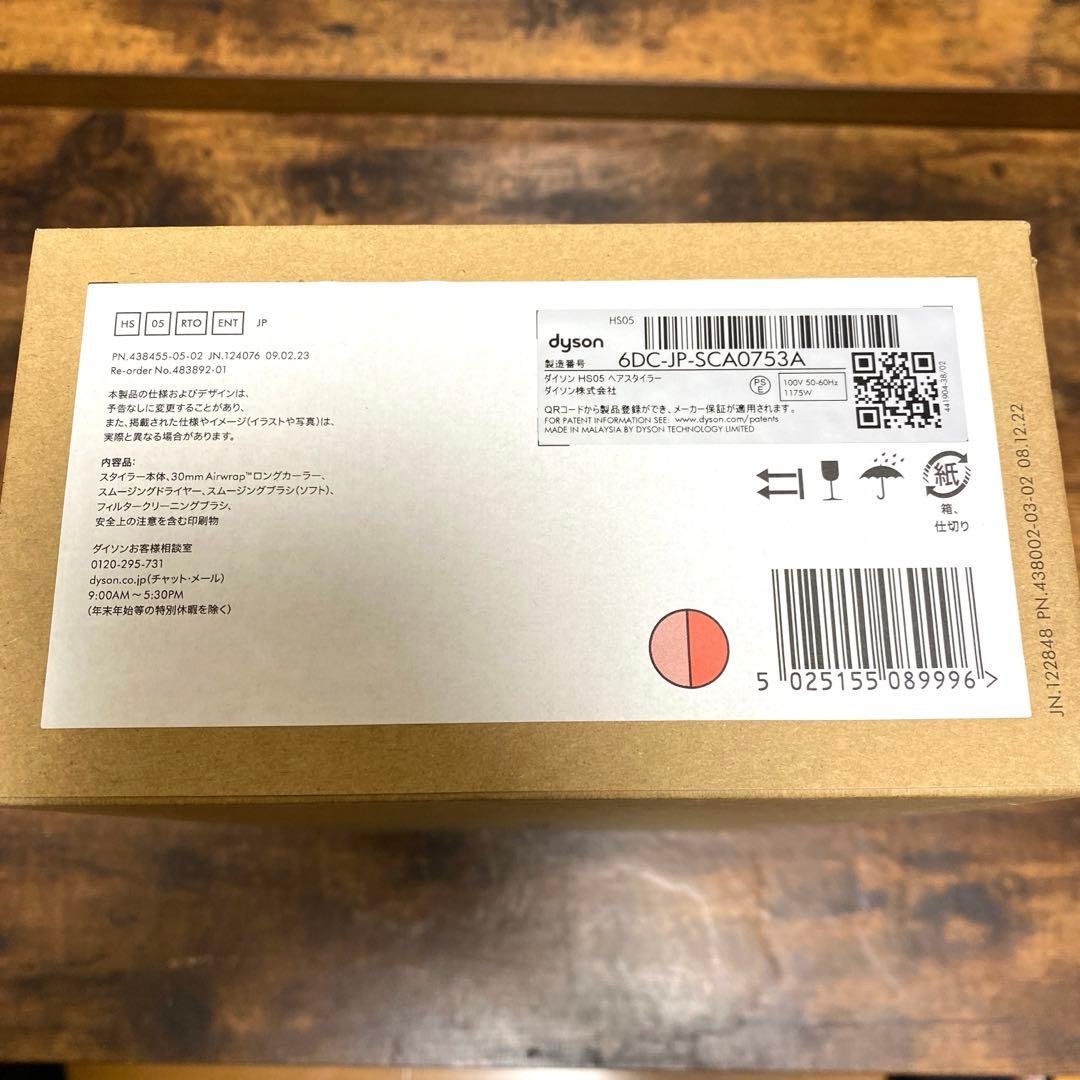 HS 05 RTO ENT JP
PN.438455-05-02 JN.124076 09.02.23
Re-order No.483892-01
本製品の仕様およびデザインは、
予告なしに変更することがあり、
また、掲載された仕様やイメージ(イラストや写真)は、
実際と異なる場合があります。
内容品:
スタイラー本体、30mm Airwrap™ロングカーラー、
スムージングドライヤー、スムージングブラシ(ソフト)、
フィルタークリーニングブラシ、
安全上の注意を含む印刷物
ダイソンお客様相談室
0120-295-731
dyson.co.jp(チャット・メール)
9:00AM〜5:30PM
(年末年始等の特別休暇を除く)
HS05
dyson
製造番号 6DC-JP-SCA0753A
ダイソン HS05 ヘアスタイラー
ダイソン株式会社
PS
E
100V 50-60Hz
1175W
QRコードから製品登録ができ、メーカー保証が適用されます。
FOR PATENT INFORMATION SEE: www.dyson.com/patents
MADE IN MALAYSIA BY DYSON TECHNOLOGY LIMITED
441904-38/02
紙
箱、
仕切り
5 025155 089996 >
JN.122848 PN.438002-03-02 08.12.22